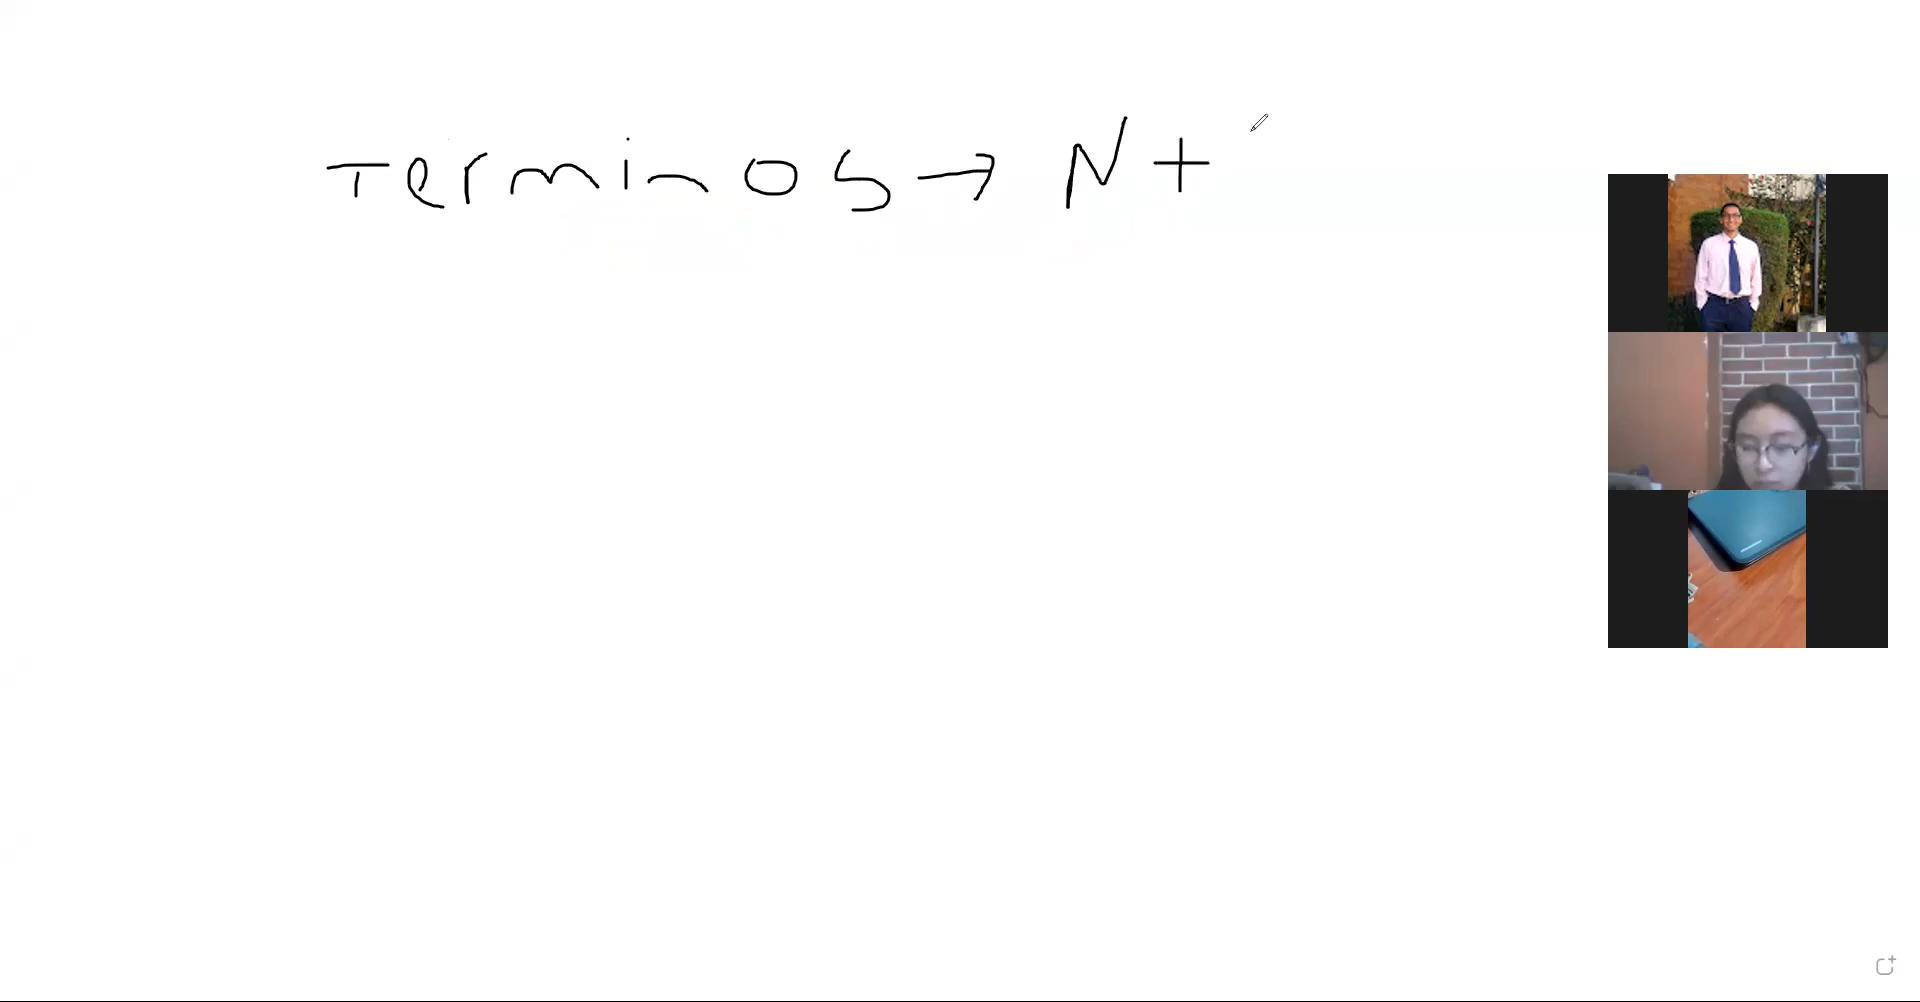 Terminos → N+